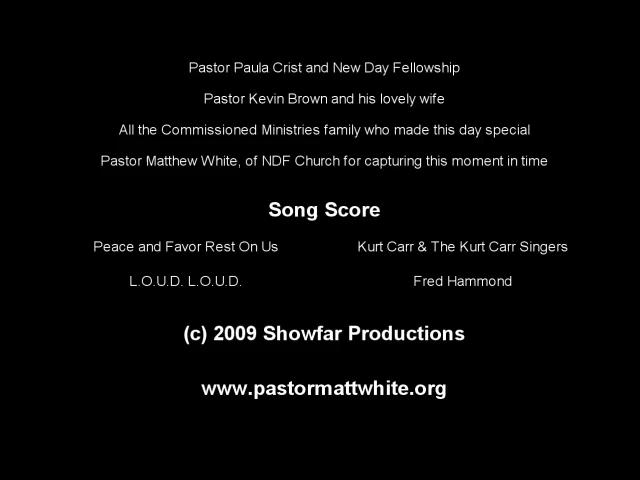 Pastor Paula Crist and New Day Fellowship
Pastor Kevin Brown and his lovely wife
All the Commissioned Ministries family who made this day special
Pastor Matthew White, of NDF Church for capturing this moment in time
Song Score
Peace and Favor Rest On Us Kurt Carr & The Kurt Carr Singers
L.O.U.D. L.O.U.D. Fred Hammond
(c) 2009 Showfar Productions
www.pastormattwhite.org